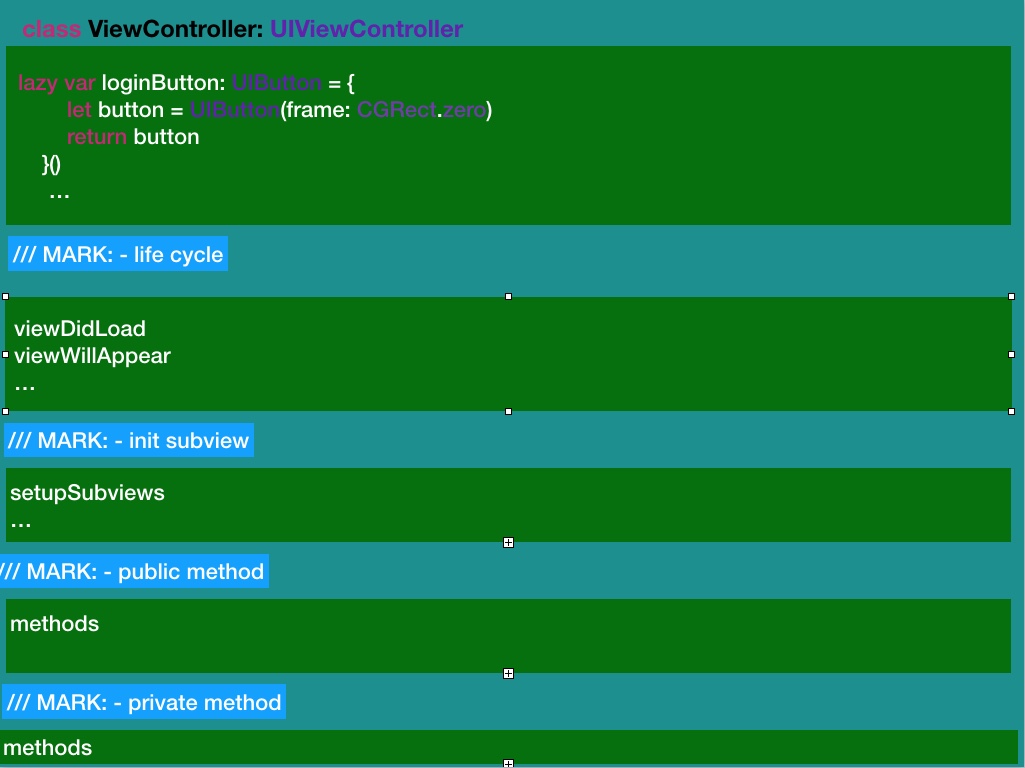 class ViewController: UIViewController
lazy var loginButton: UIButton = {
let button = UIButton(frame: CGRect.zero)
return button
}()
...
/// MARK: - life cycle
viewDidLoad
viewWillAppear
...
/// MARK: - init subview
setupSubviews
...
/// MARK: - public method
methods
/// MARK: - private method
methods